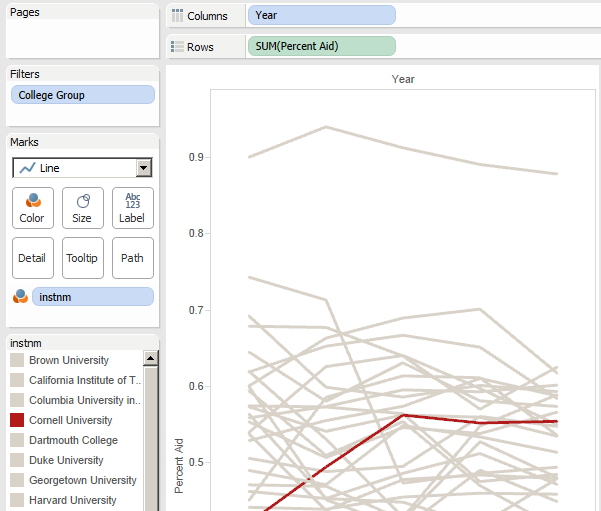 Pages
Columns
Year
Rows
SUM(Percent Aid)
Filters
College Group
Marks
Line
Color
Size
Abc
123
Label
Detail
Tooltip
Path
instnm
instnm
Brown University
California Institute of T..
Columbia University in..
Cornell University
Dartmouth College
Duke University
Georgetown University
Harvard University
Year
0.9
0.8
0.7
0.6
0.5
Percent Aid